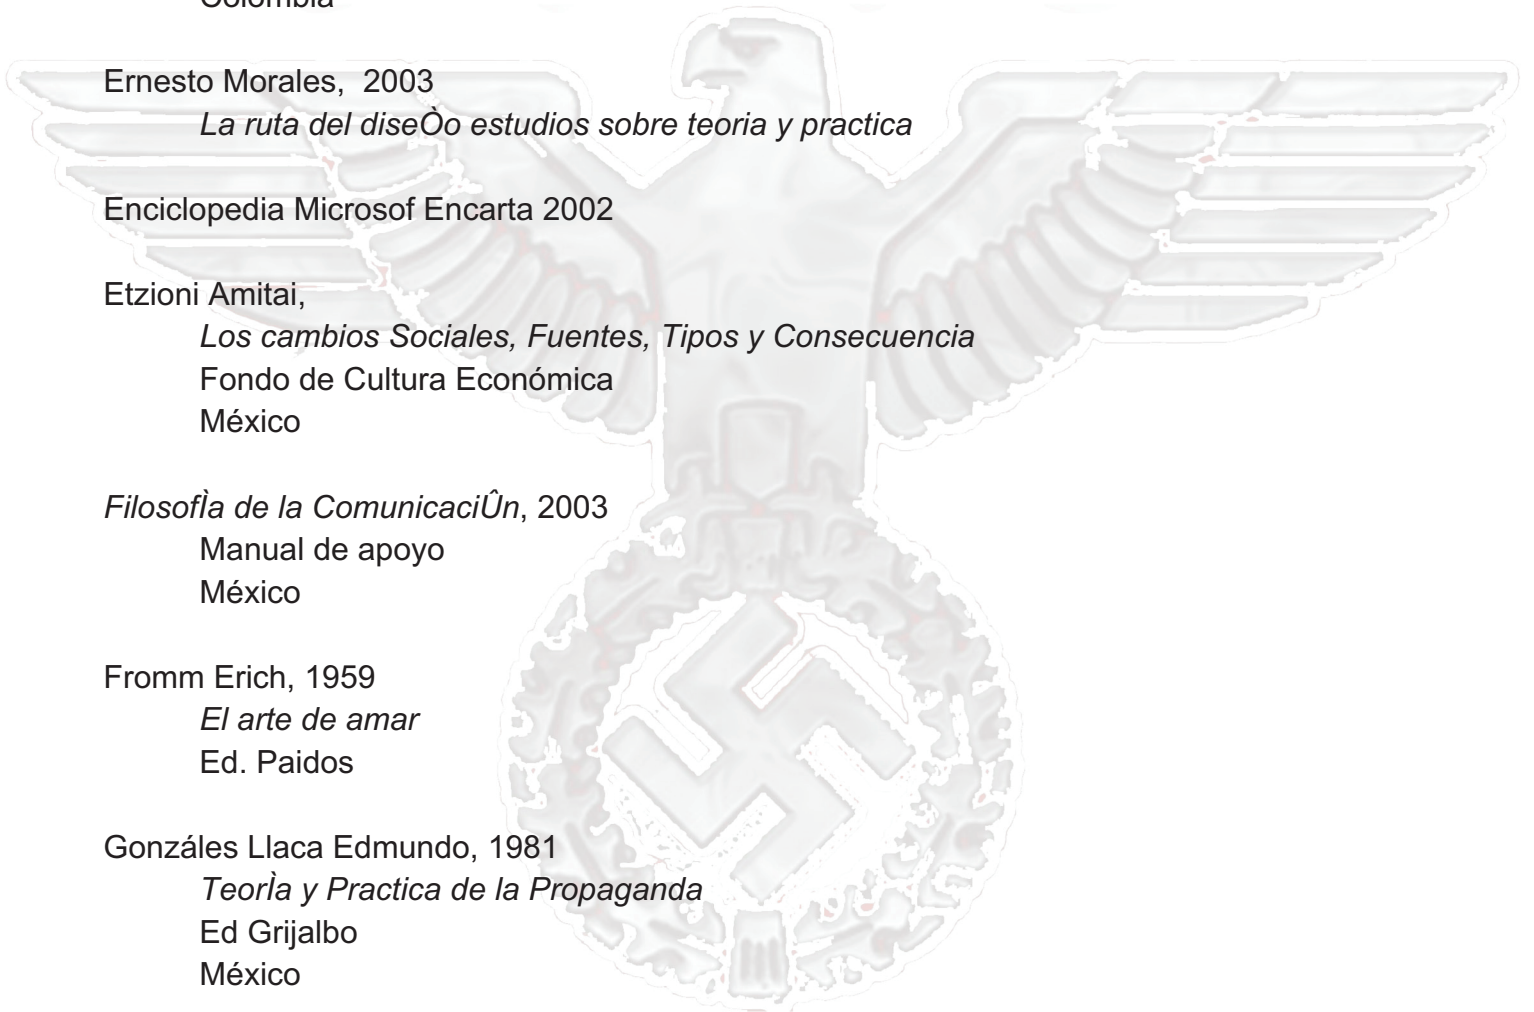 Colombia
Ernesto Morales,  2003
La ruta del diseÒo estudios sobre teoria y practica
Enciclopedia Microsof Encarta 2002
Etzioni Amitai,
Los cambios Sociales, Fuentes, Tipos y Consecuencia
Fondo de Cultura Económica
México
FilosofÌa de la ComunicaciÛn, 2003
Manual de apoyo
México
Fromm Erich, 1959
El arte de amar
Ed. Paidos
Gonzáles Llaca Edmundo, 1981
TeorÌa y Practica de la Propaganda
Ed Grijalbo
México